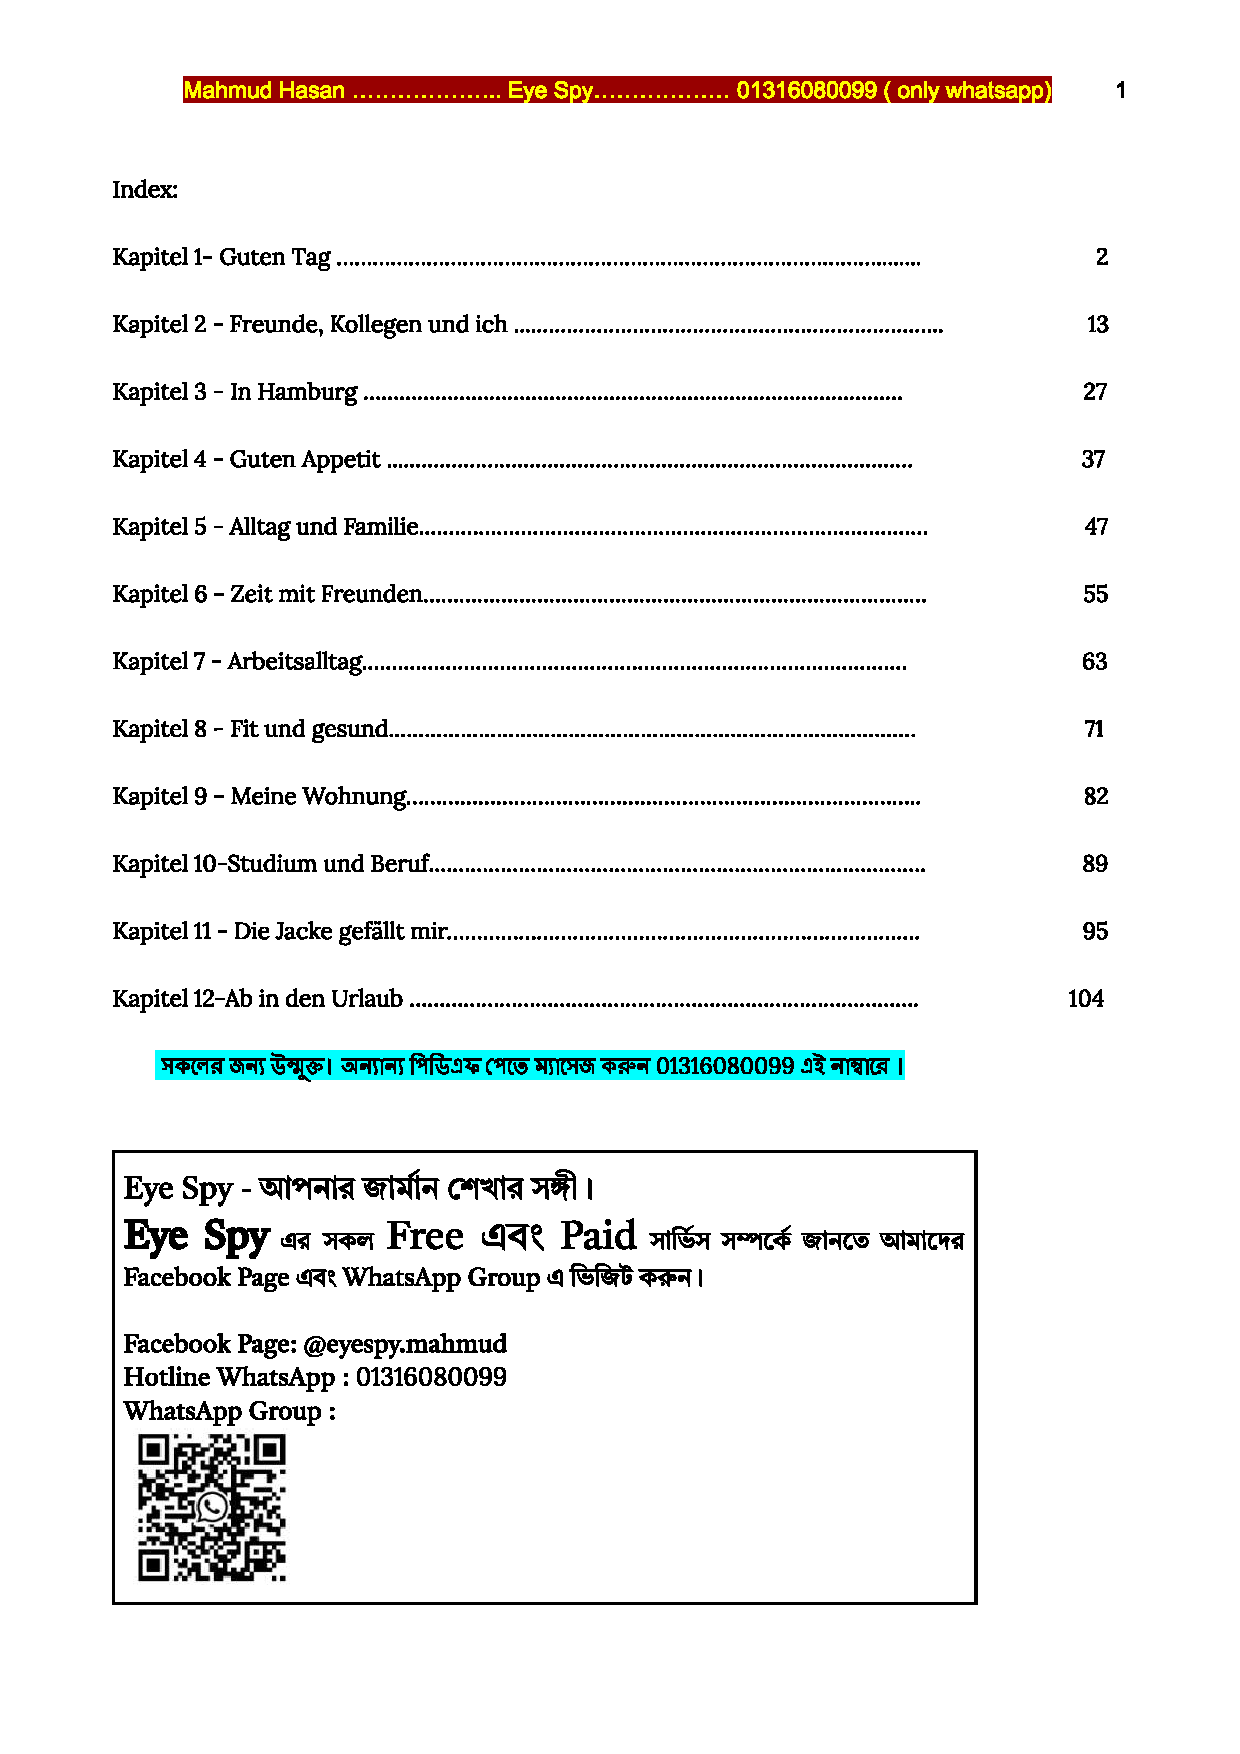 Mahmud Hasan ……………….. Eye Spy……………… 01316080099 ( only whatsapp) 1
Index:
Kapitel 1- Guten Tag ................................................................................................. 2
Kapitel 2 - Freunde, Kollegen und ich ....................................................................... 13
Kapitel 3 - In Hamburg .......................................................................................... 27
Kapitel 4 - Guten Appetit ........................................................................................ 37
Kapitel 5 - Alltag und Familie..................................................................................... 47
Kapitel 6 - Zeit mit Freunden.................................................................................... 55
Kapitel 7 - Arbeitsalltag........................................................................................... 63
Kapitel 8 - Fit und gesund........................................................................................ 71
Kapitel 9 - Meine Wohnung...................................................................................... 82
Kapitel 10-Studium und Beruf................................................................................... 89
Kapitel 11 - Die Jacke gefällt mir............................................................................... 95
Kapitel 12-Ab in den Urlaub ..................................................................................... 104
সকলের জন্য উন্মুক্ত। অন্যান্য পিডিএফ পেতে ম্যাসেজ করুন 01316080099 এই নাম্বারে ।
Eye Spy - আপনার জার্মান শেখার সঙ্গী।
Eye Spy এর সকল Free এবং Paid সার্ভিস সম্পর্কে জানতে আমাদের
Facebook Page এবং WhatsApp Group এ ভিজিট করুন।
Facebook Page: @eyespy.mahmud
Hotline WhatsApp : 01316080099
WhatsApp Group :